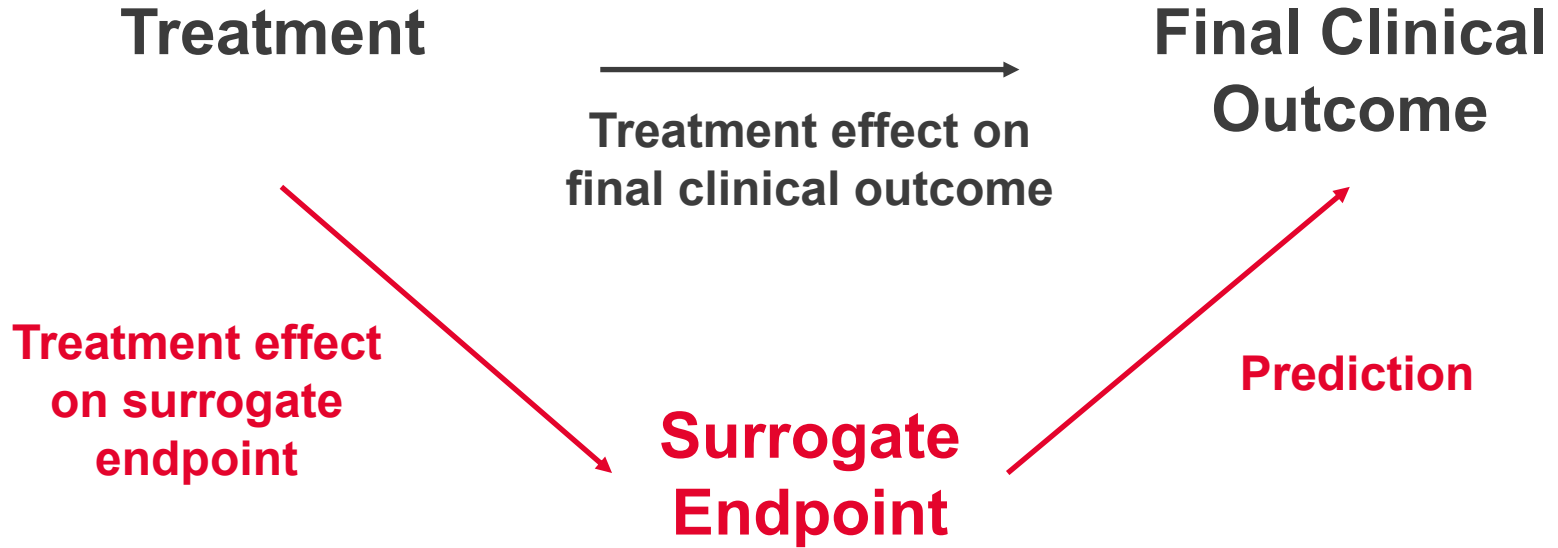 Treatment
Final Clinical
Outcome
Treatment effect on
final clinical outcome
Treatment effect
on surrogate
endpoint
Prediction
Surrogate
Endpoint